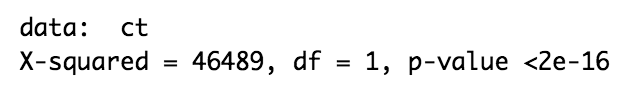 data:  ct
X-squared = 46489, df = 1, p-value <2e-16